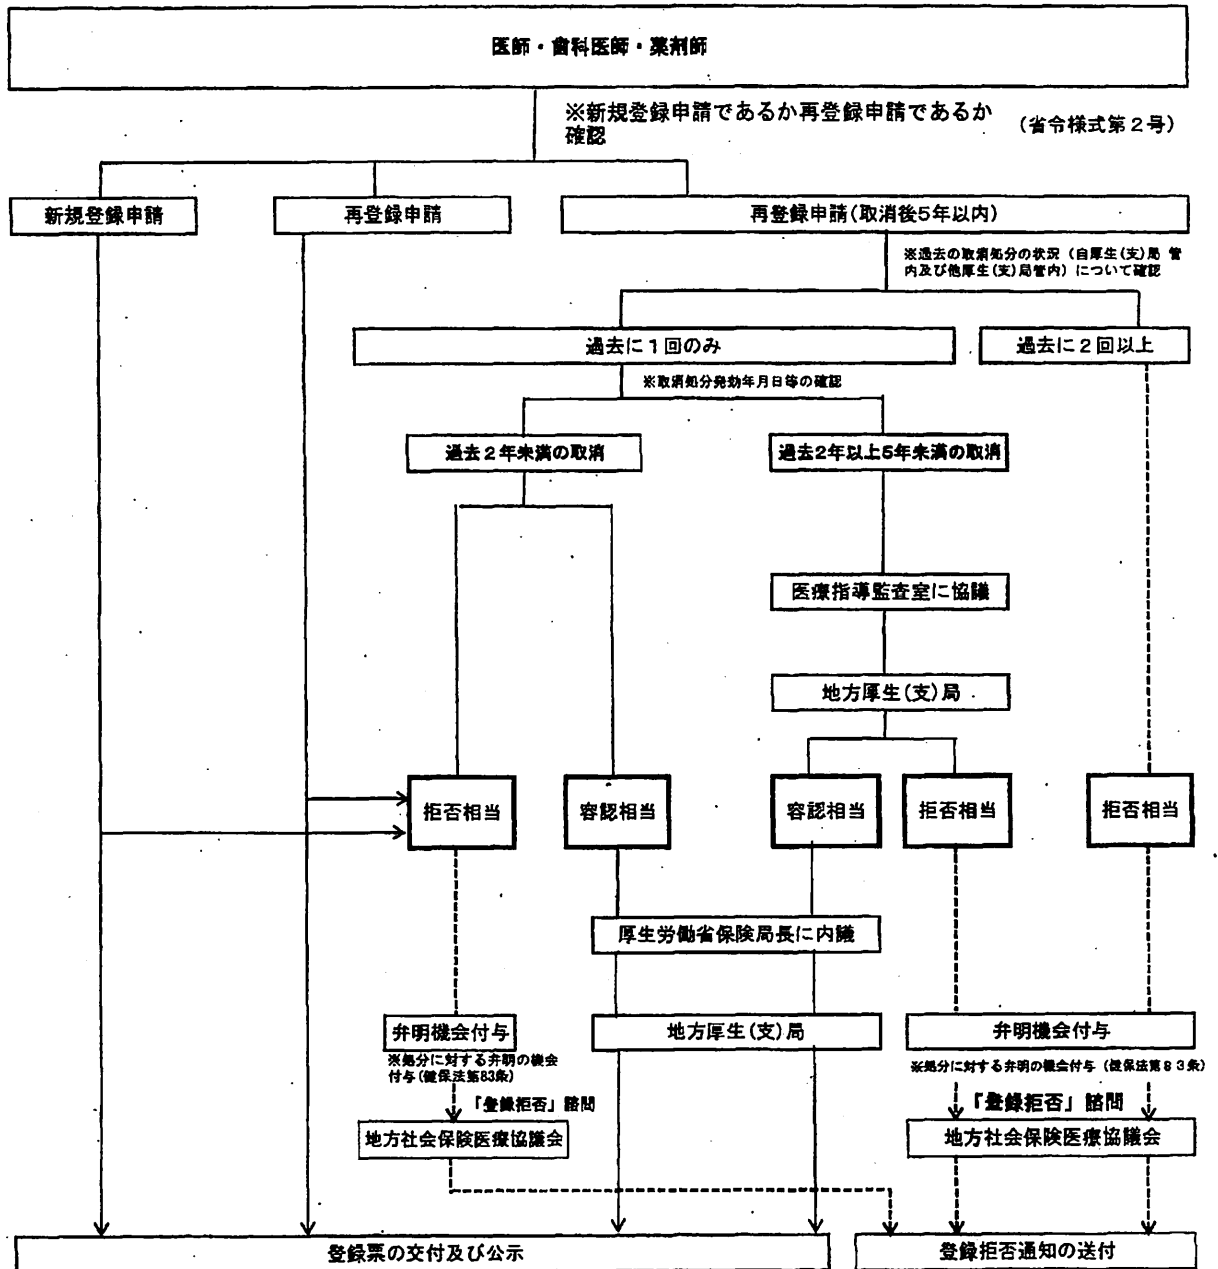 医師・歯科医師・薬剤師
※新規登録申請であるか再登録申請であるか
確認
(省令様式第2号)
新規登録申請
再登録申請
再登録申請(取消後5年以内)
※過去の取消処分の状況(自厚生(支)局 管
内及び他厚生(支)局管内)について確認
過去に1回のみ
過去に2回以上
※取消処分発効年月日等の確認
過去2年未満の取消
過去2年以上5年未満の取消
医療指導監査室に協議
地方厚生(支)局
拒否相当
容認相当
容認相当
拒否相当
拒否相当
厚生労働省保険局長に内議
弁明機会付与
地方厚生(支)局
弁明機会付与
※処分に対する弁明の機会
付与(健保法第83条)
※処分に対する弁明の機会付与(健保法第83条)
「登録拒否」諮問
「登録拒否」諮問
地方社会保険医療協議会
地方社会保険医療協議会
登録票の交付及び公示
登録拒否通知の送付